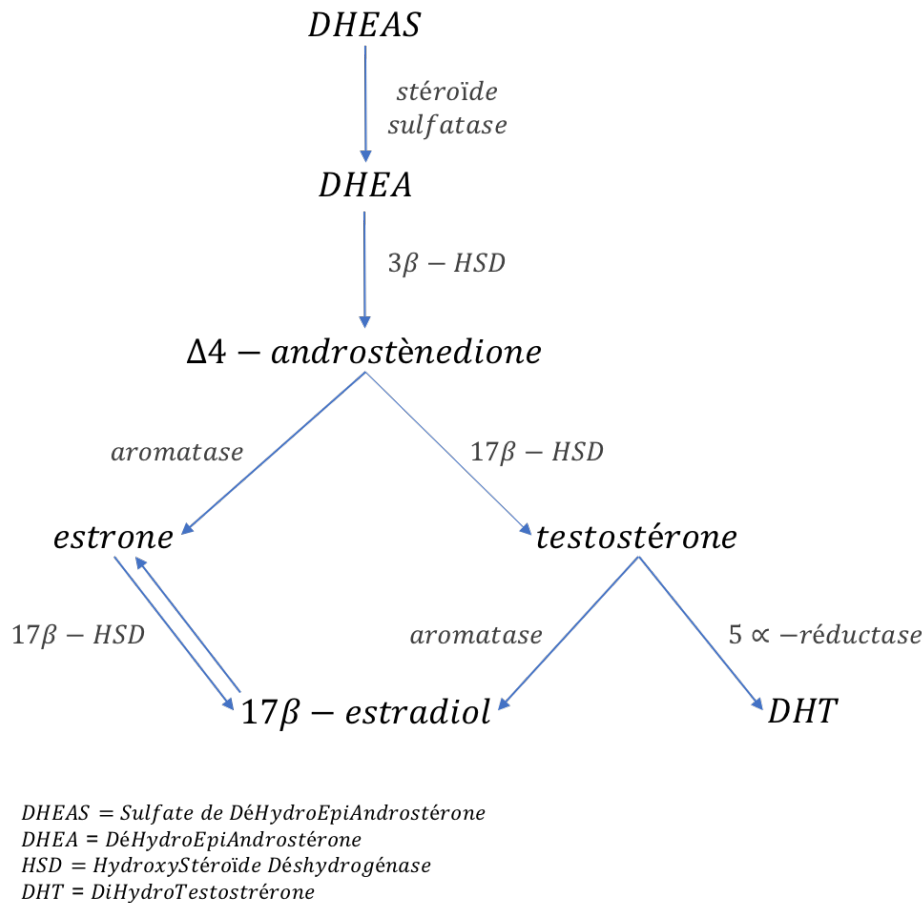 DHEAS
stéroïde
sulfatase
DHEA
3β − HSD
Δ4 − androstènedione
aromatase
17β − HSD
estrone
testostérone
17β − HSD
aromatase
5 ∝ −réductase
17β − estradiol
DHT
DHEAS = Sulfate de DéHydroEpiAndrostérone
DHEA = DéHydroEpiAndrostérone
HSD = HydroxyStéroïde Déshydrogénase
DHT = DiHydroTestostrérone